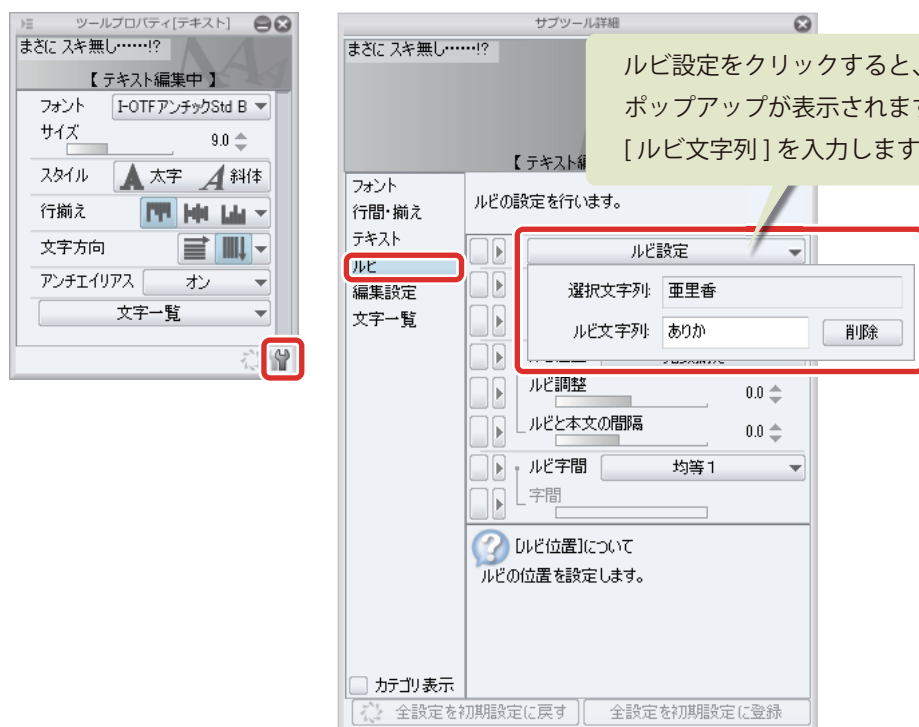 ツールプロパティ[テキスト]
まさに スキ無し……!?
【 テキスト編集中 】
フォント I-OTFアンチックStd B
サイズ 9.0
スタイル A 太字 A 斜体
行揃え
文字方向
アンチエイリアス オン
文字一覧
サブツール詳細
まさに スキ無し……!?
【 テキスト編
ルビ設定をクリックすると、
ポップアップが表示されます
[ ルビ文字列 ] を入力します
フォント
行間・揃え
テキスト
ルビ
編集設定
文字一覧
カテゴリ表示
ルビの設定を行います。
ルビ設定
選択文字列: 亜里香
ルビ文字列: ありか 削除
ルビ調整 0.0
ルビと本文の間隔 0.0
ルビ字間 均等1
字間
[ルビ位置]について
ルビの位置を設定します。
全設定を初期設定に戻す 全設定を初期設定に登録